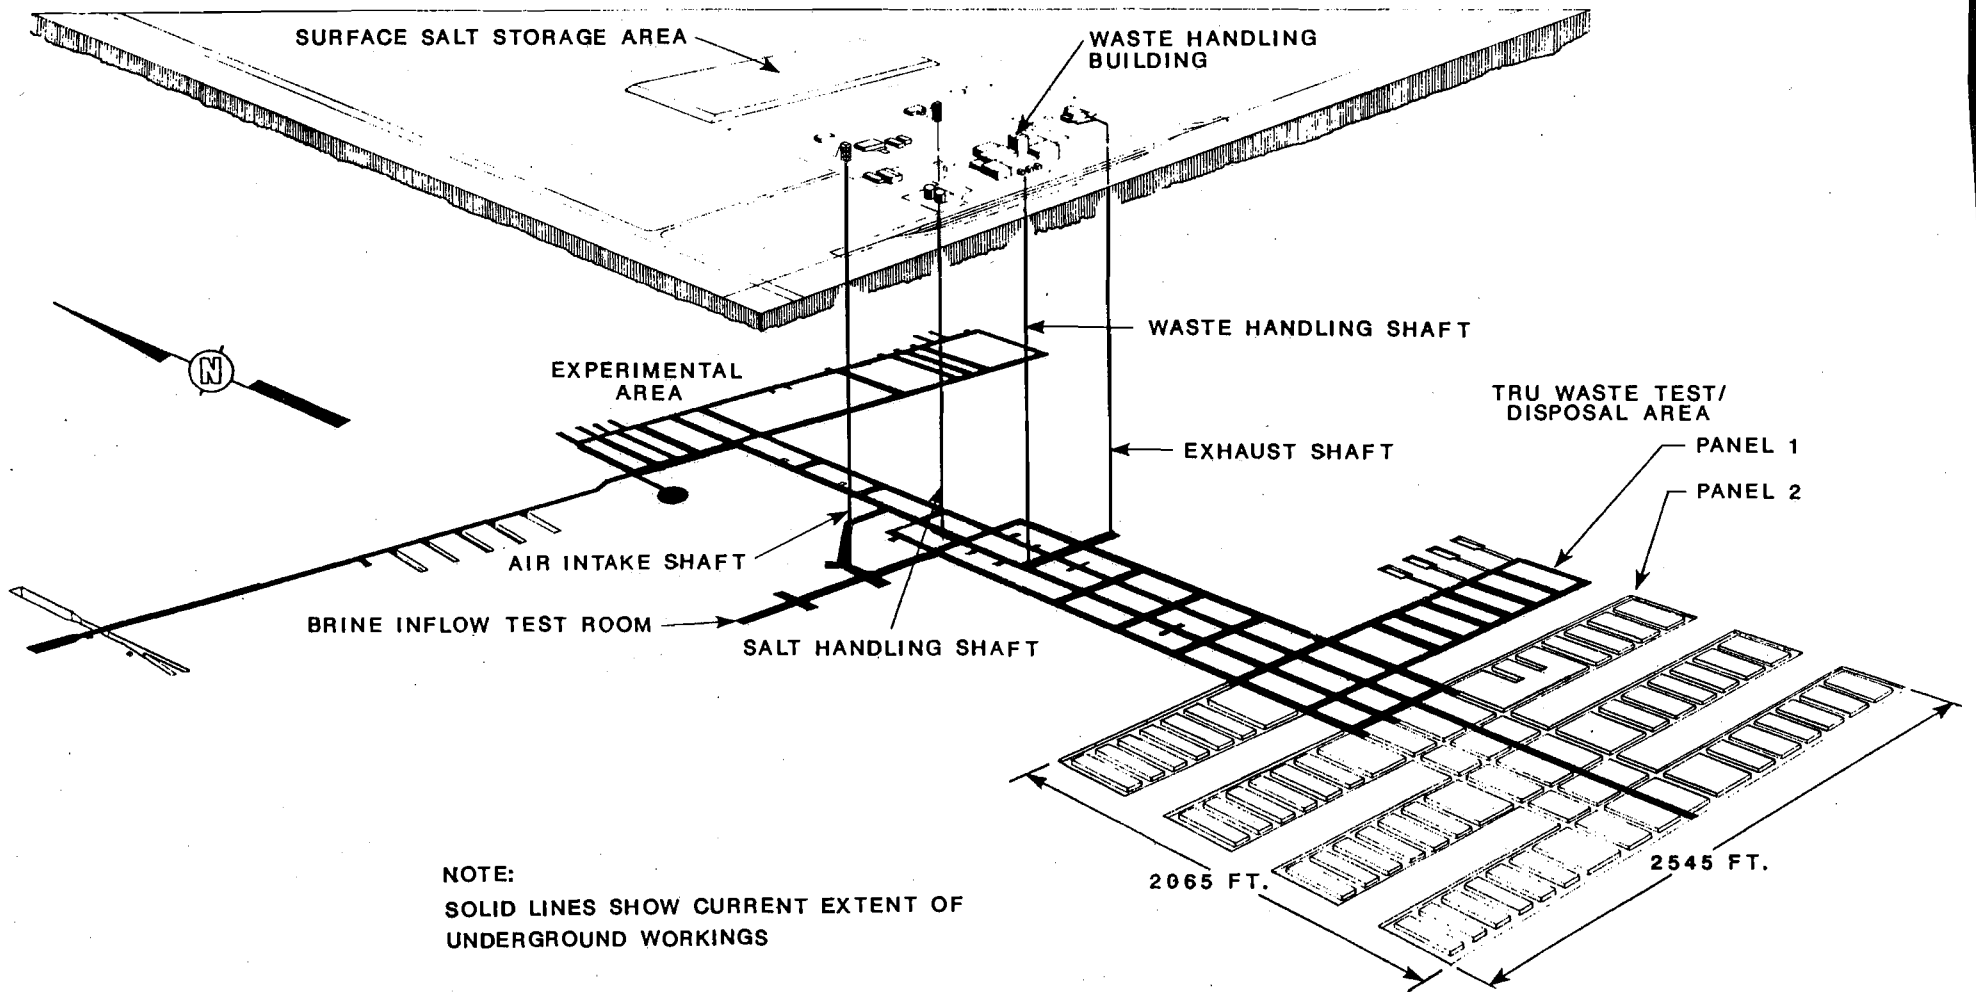 SURFACE SALT STORAGE AREA
WASTE HANDLING
BUILDING
WASTE HANDLING SHAFT
N
EXPERIMENTAL
AREA
TRU WASTE TEST/
DISPOSAL AREA
PANEL 1
EXHAUST SHAFT
PANEL 2
AIR INTAKE SHAFT
BRINE INFLOW TEST ROOM
SALT HANDLING SHAFT
2065 FT.
2545 FT.
NOTE:
SOLID LINES SHOW CURRENT EXTENT OF
UNDERGROUND WORKINGS